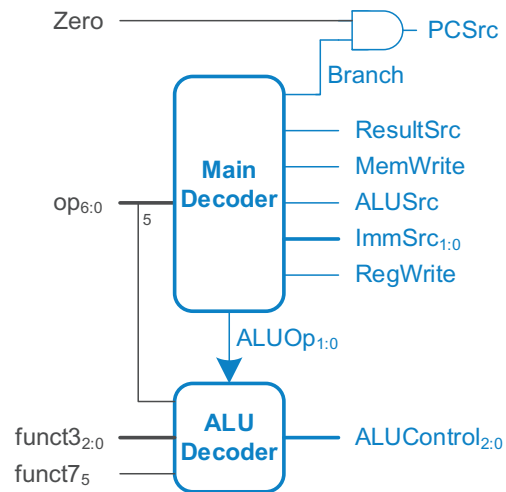 Zero
PCSrc
Branch
ResultSrc
Main
Decoder
MemWrite
op6:0
5
ALUSrc
ImmSrc1:0
RegWrite
ALUOp1:0
ALU
Decoder
funct32:0
ALUControl2:0
funct75